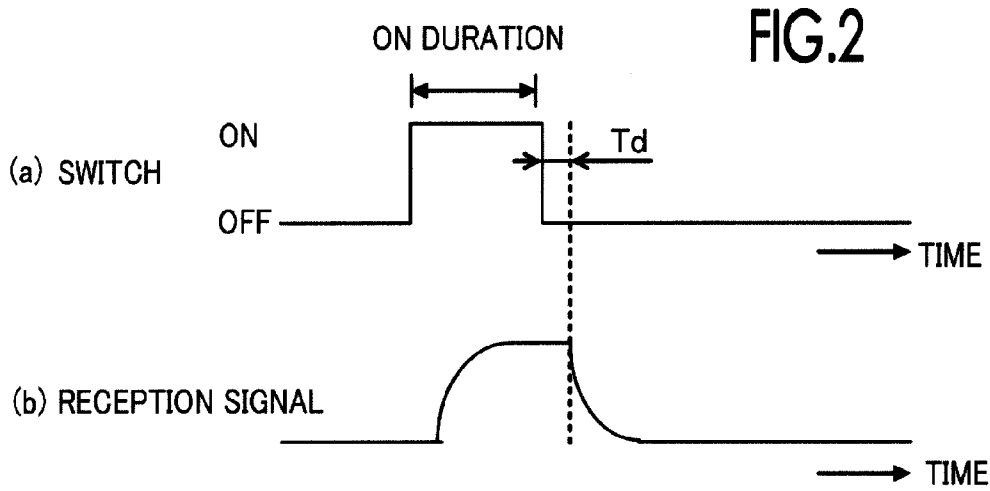 FIG.2
ON DURATION
ON
Td
(a) SWITCH
OFF
TIME
(b) RECEPTION SIGNAL
TIME